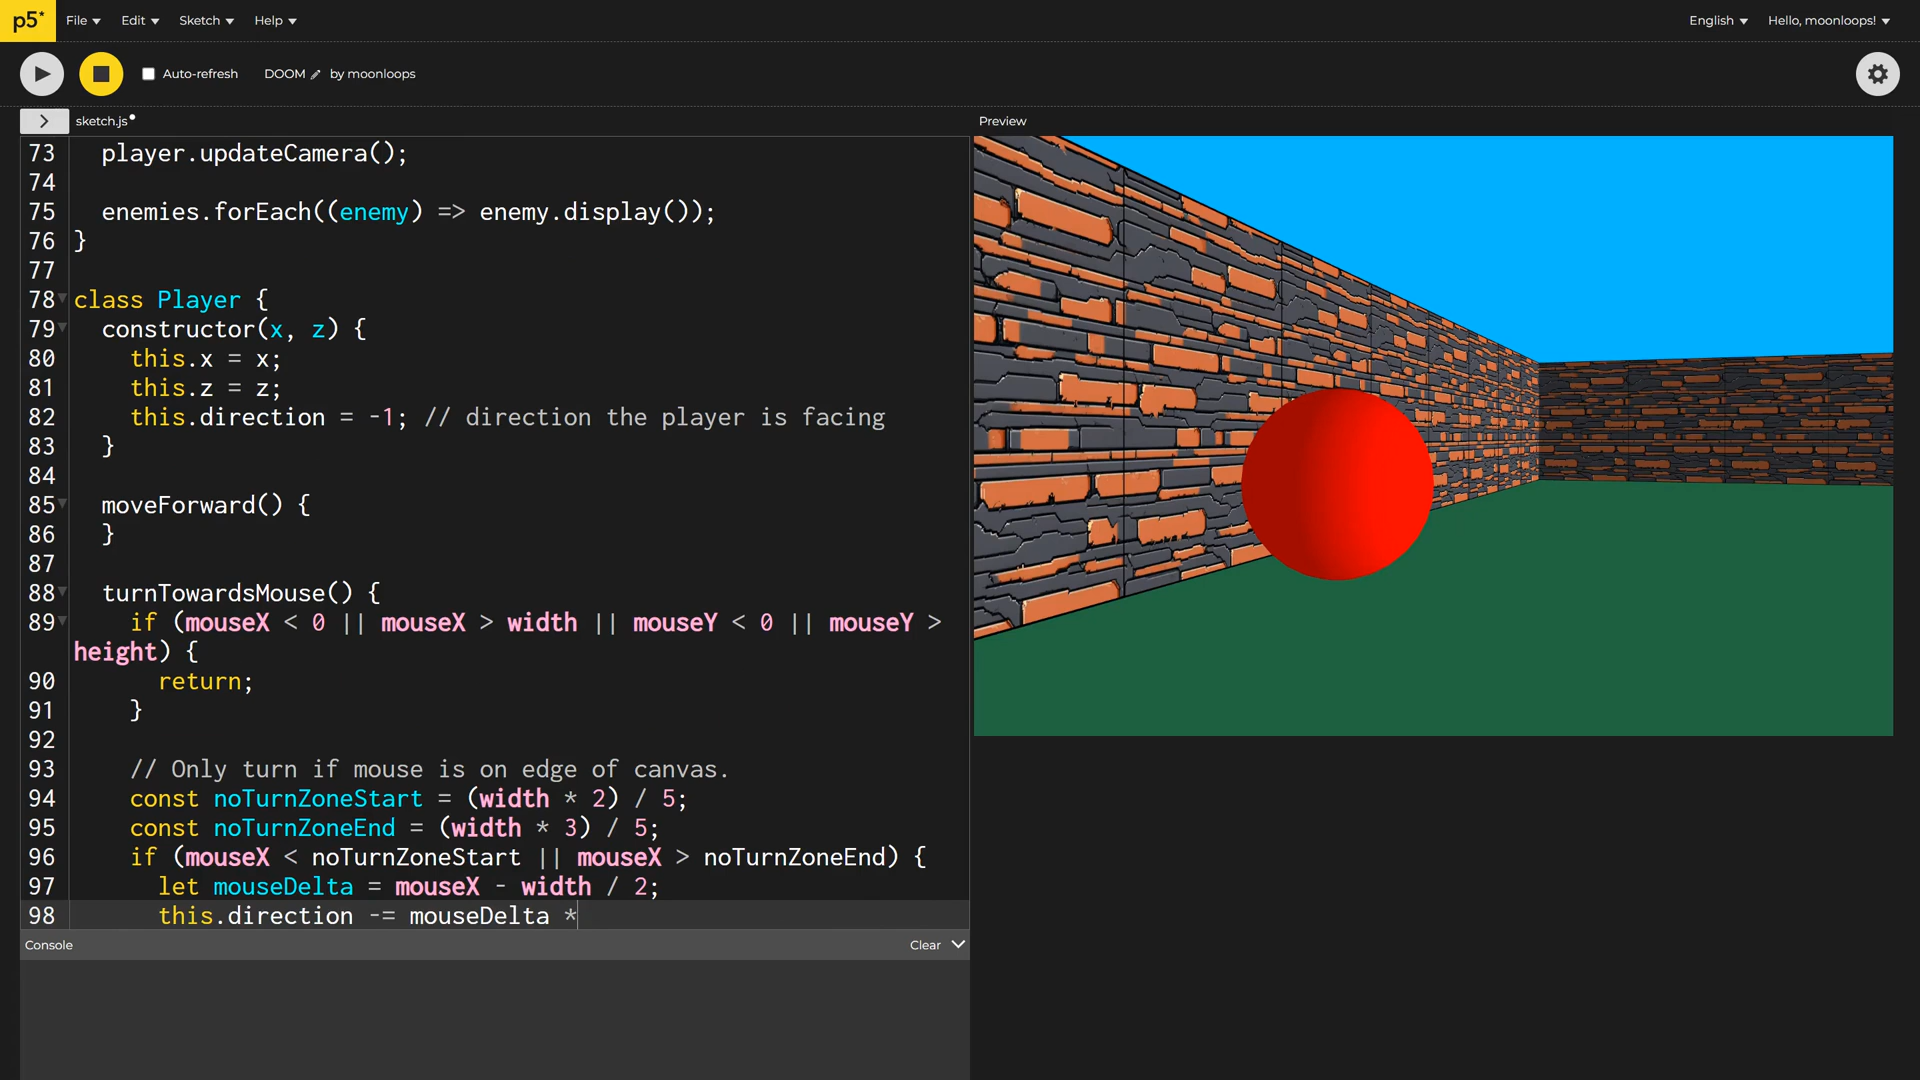 p5* File Edit Sketch Help English Hello, moonloops!
Auto-refresh DOOM by moonloops
sketch.js Preview
73 player.updateCamera();
74
75 enemies.forEach((enemy) => enemy.display());
76 }
77
78 class Player {
79 constructor(x, z) {
80 this.x = x;
81 this.z = z;
82 this.direction = -1; // direction the player is facing
83 }
84
85 moveForward() {
86 }
87
88 turnTowardsMouse() {
89 if (mouseX < 0 || mouseX > width || mouseY < 0 || mouseY >
height) {
90 return;
91 }
92
93 // Only turn if mouse is on edge of canvas.
94 const noTurnZoneStart = (width * 2) / 5;
95 const noTurnZoneEnd = (width * 3) / 5;
96 if (mouseX < noTurnZoneStart || mouseX > noTurnZoneEnd) {
97 let mouseDelta = mouseX - width / 2;
98 this.direction -= mouseDelta *
Console Clear